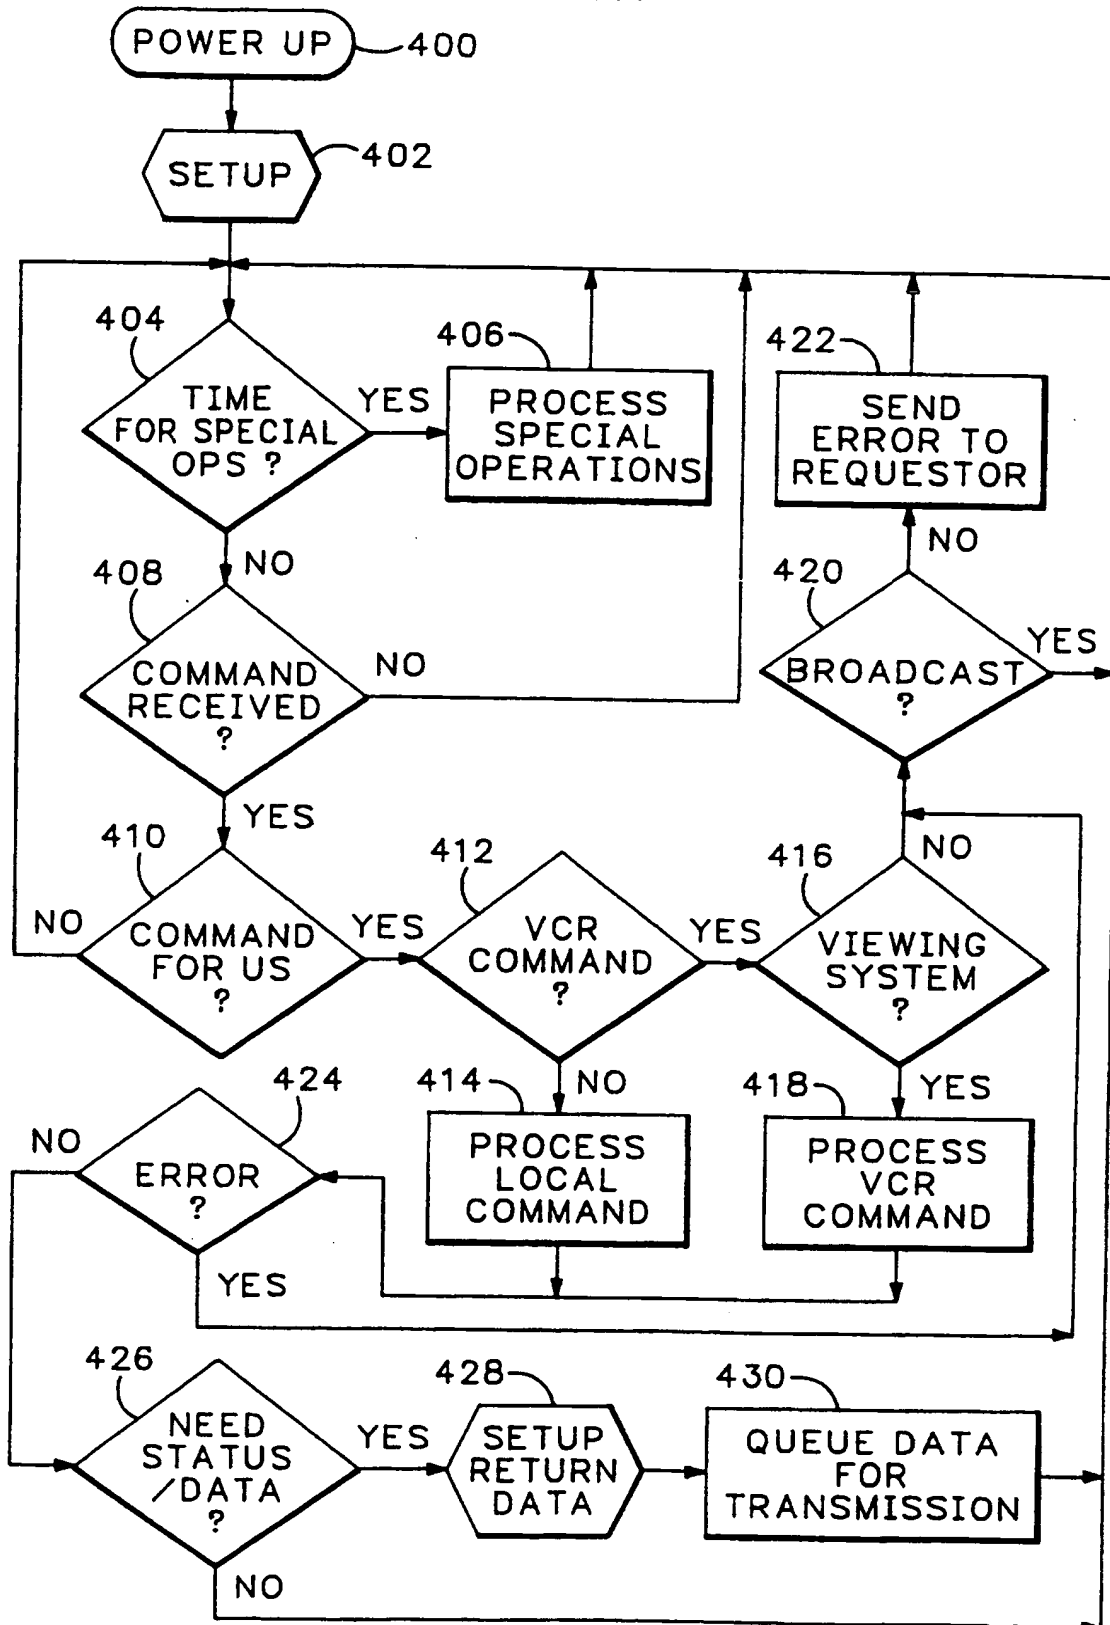 POWER UP
400
SETUP
402
404
TIME
FOR SPECIAL
OPS ?
YES
406
PROCESS
SPECIAL
OPERATIONS
422
SEND
ERROR TO
REQUESTOR
NO
NO
408
COMMAND
RECEIVED
?
NO
420
BROADCAST
?
YES
YES
410
COMMAND
FOR US
?
NO
YES
412
VCR
COMMAND
?
YES
416
VIEWING
SYSTEM
?
NO
NO
YES
424
ERROR
?
NO
YES
414
PROCESS
LOCAL
COMMAND
418
PROCESS
VCR
COMMAND
426
NEED
STATUS
/DATA
?
YES
NO
428
SETUP
RETURN
DATA
430
QUEUE DATA
FOR
TRANSMISSION